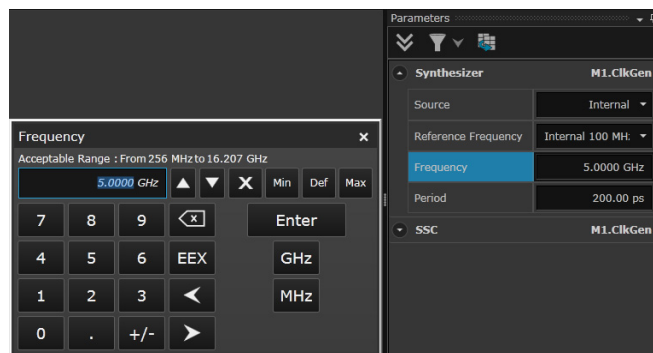 Parameters
Synthesizer M1.ClkGen
Source Internal
Reference Frequency Internal 100 MH:
Frequency 5.0000 GHz
Period 200.00 ps
SSC M1.ClkGen
Frequency x
Acceptable Range : From 256 MHz to 16.207 GHz
5.0000 GHz X Min Def Max
7 8 9 x Enter
4 5 6 EEX GHz
1 2 3 MHz
0 . +/-